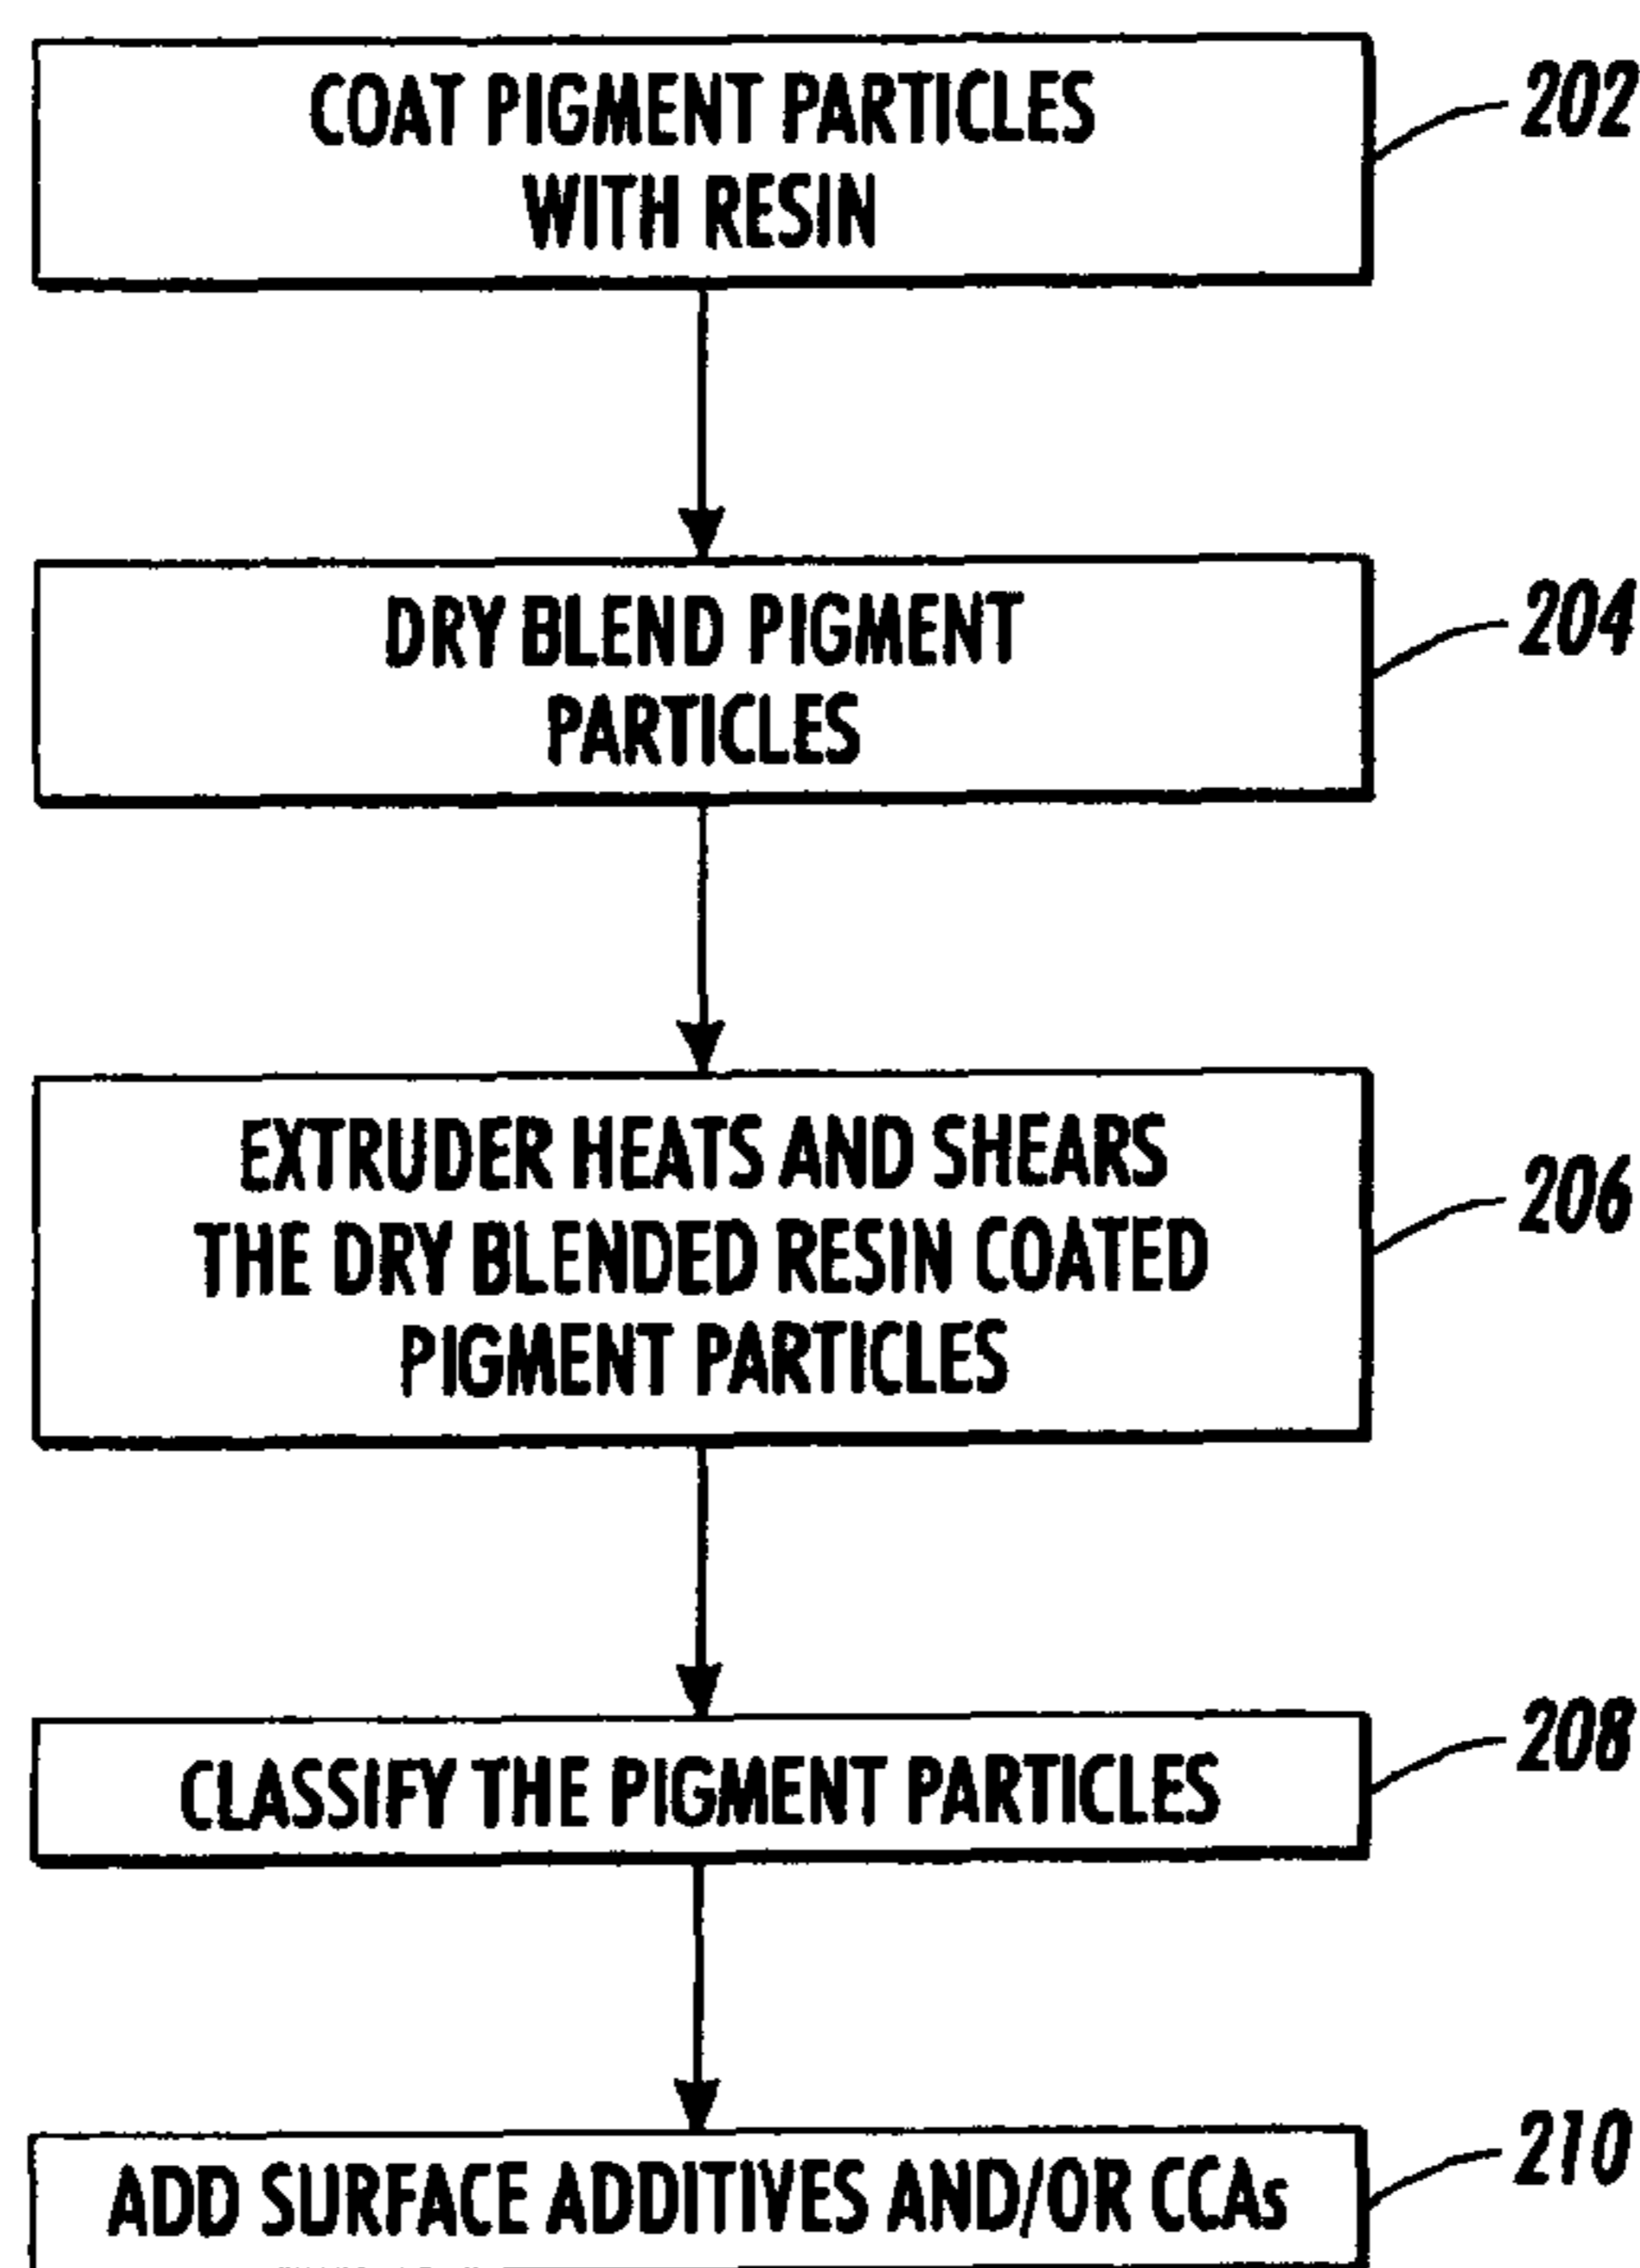 COAT PIGMENT PARTICLES
WITH RESIN
202
DRY BLEND PIGMENT
PARTICLES
204
EXTRUDER HEATS AND SHEARS
THE DRY BLENDED RESIN COATED
PIGMENT PARTICLES
206
CLASSIFY THE PIGMENT PARTICLES
208
ADD SURFACE ADDITIVES AND/OR CCAs
210